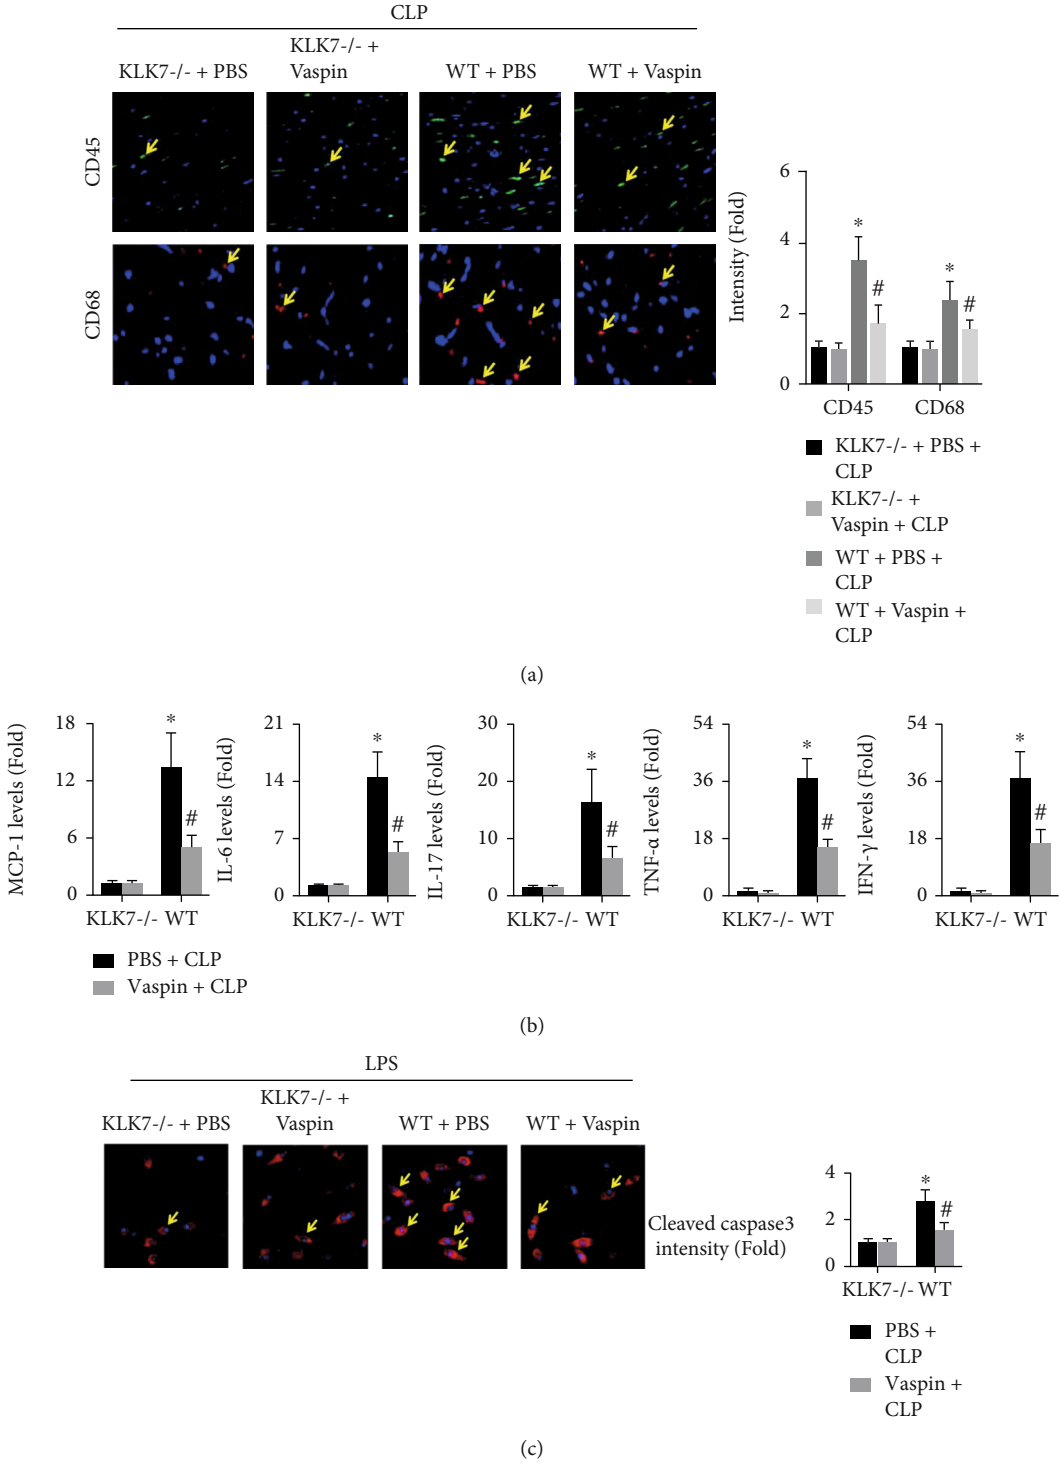 CLP
KLK7-/- + PBS
KLK7-/- +
Vaspin
WT + PBS
WT + Vaspin
CD45
CD68
Intensity (Fold)
6
4
2
0
*
#
*
#
CD45
CD68
KLK7-/- + PBS +
CLP
KLK7-/- +
Vaspin + CLP
WT + PBS +
CLP
WT + Vaspin +
CLP
(a)
MCP-1 levels (Fold)
18
12
6
0
*
#
KLK7-/- WT
IL-6 levels (Fold)
21
14
7
0
*
#
KLK7-/- WT
IL-17 levels (Fold)
30
20
10
0
*
#
KLK7-/- WT
TNF-α levels (Fold)
54
36
18
0
*
#
KLK7-/- WT
IFN-γ levels (Fold)
54
36
18
0
*
#
KLK7-/- WT
PBS + CLP
Vaspin + CLP
(b)
LPS
KLK7-/- + PBS
KLK7-/- +
Vaspin
WT + PBS
WT + Vaspin
Cleaved caspase3
intensity (Fold)
4
2
0
*
#
KLK7-/- WT
PBS +
CLP
Vaspin +
CLP
(c)